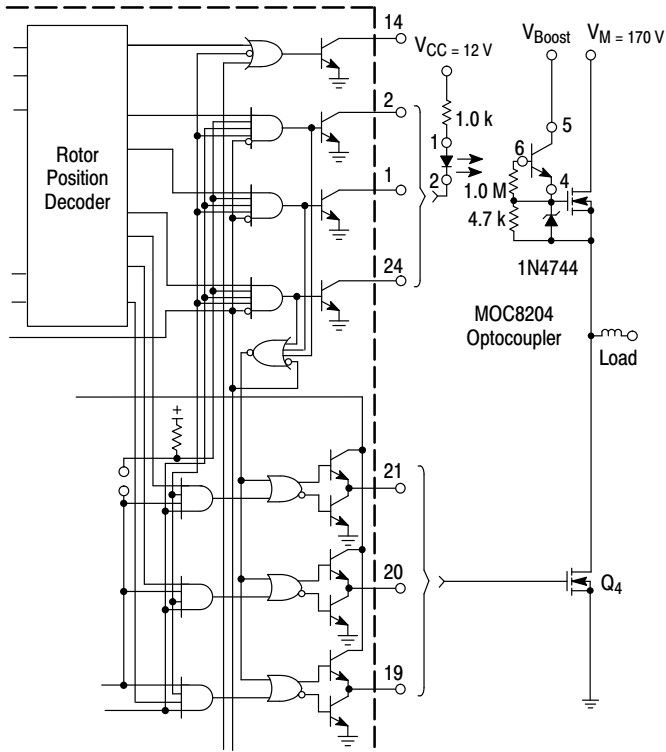 14
V_CC = 12 V
V_Boost
V_M = 170 V
2
1.0 k
1
5
6
2
4
1
1.0 M
4.7 k
Rotor
Position
Decoder
24
1N4744
MOC8204
Optocoupler
Load
+
21
20
Q_4
19